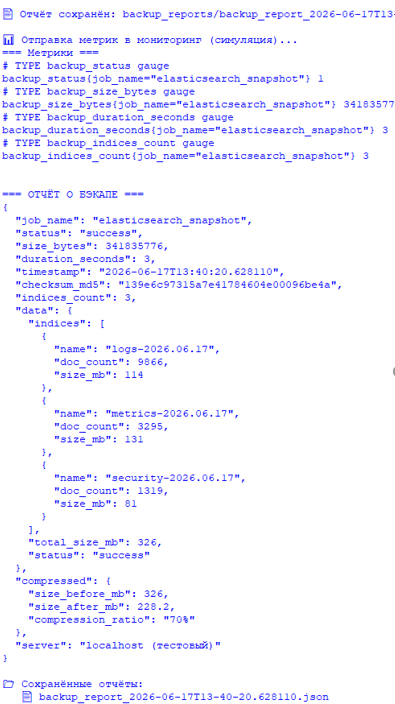 Отчёт сохранён: backup_reports/backup_report_2026-06-17T13-
Отправка метрик в мониторинг (симуляция)...
=== Метрики ===
# TYPE backup_status gauge
backup_status{job_name="elasticsearch_snapshot"} 1
# TYPE backup_size_bytes gauge
backup_size_bytes{job_name="elasticsearch_snapshot"} 34183577
# TYPE backup_duration_seconds gauge
backup_duration_seconds{job_name="elasticsearch_snapshot"} 3
# TYPE backup_indices_count gauge
backup_indices_count{job_name="elasticsearch_snapshot"} 3
=== ОТЧЁТ О БЭКАПЕ ===
{
  "job_name": "elasticsearch_snapshot",
  "status": "success",
  "size_bytes": 341835776,
  "duration_seconds": 3,
  "timestamp": "2026-06-17T13:40:20.628110",
  "checksum_md5": "139e6c97315a7e41784604e00096be4a",
  "indices_count": 3,
  "data": {
    "indices": [
      {
        "name": "logs-2026.06.17",
        "doc_count": 9866,
        "size_mb": 114
      },
      {
        "name": "metrics-2026.06.17",
        "doc_count": 3295,
        "size_mb": 131
      },
      {
        "name": "security-2026.06.17",
        "doc_count": 1319,
        "size_mb": 81
      }
    ],
    "total_size_mb": 326,
    "status": "success"
  },
  "compressed": {
    "size_before_mb": 326,
    "size_after_mb": 228.2,
    "compression_ratio": "70%"
  },
  "server": "localhost (тестовый)"
}
Сохранённые отчёты:
backup_report_2026-06-17T13-40-20.628110.json